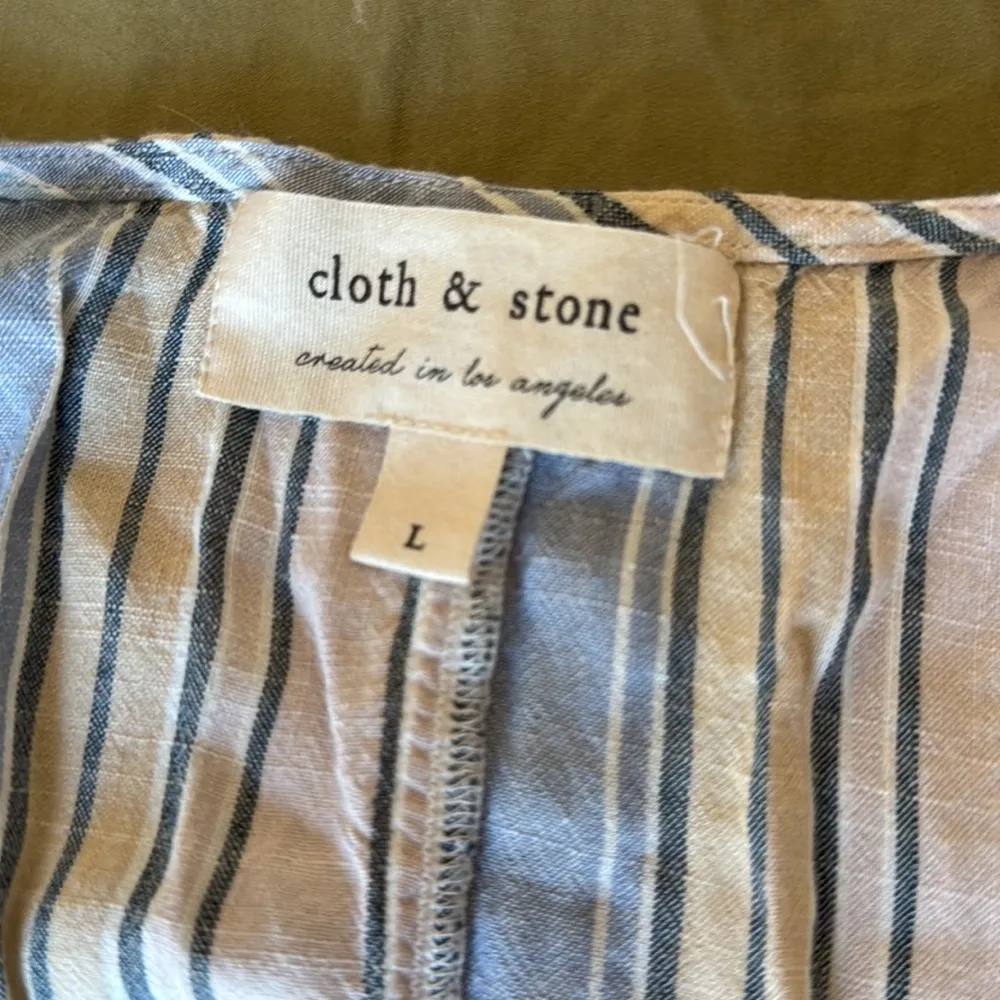 cloth & stone
created in los angeles
L